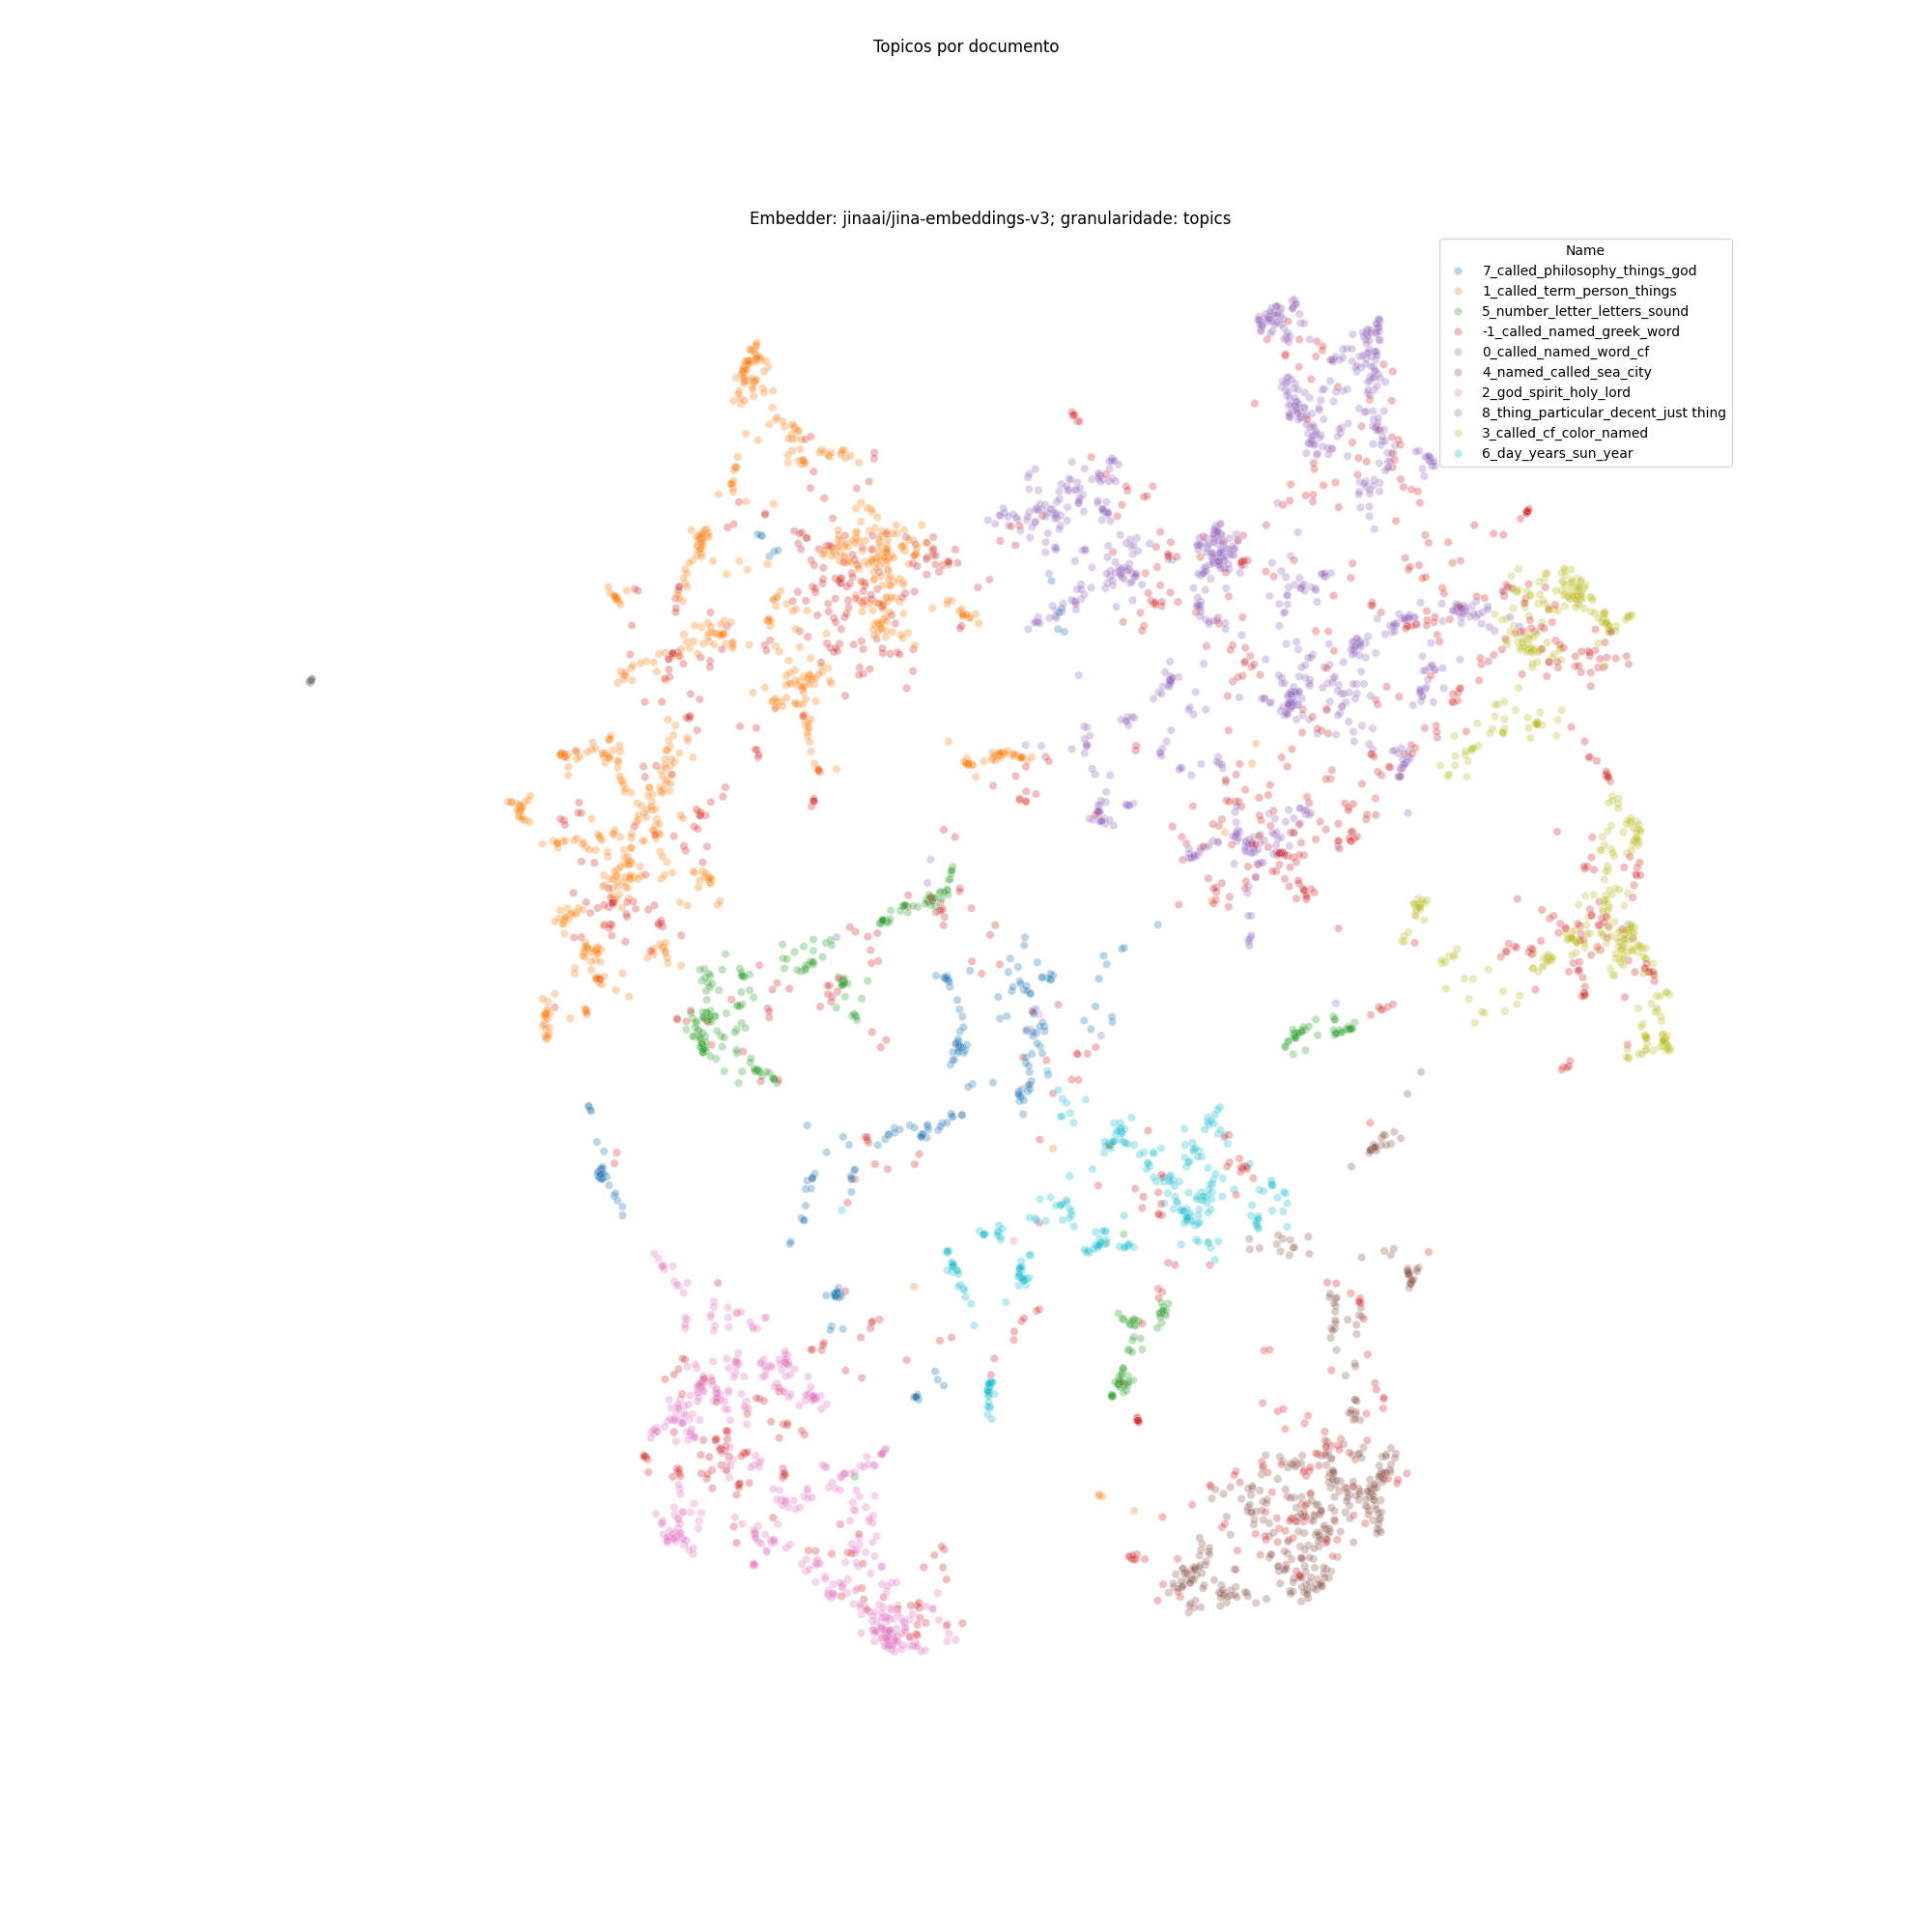 Topicos por documento
Embedder: jinaai/jina-embeddings-v3; granularidade: topics
Name
7_called_philosophy_things_god
1_called_term_person_things
5_number_letter_letters_sound
-1_called_named_greek_word
0_called_named_word_cf
4_named_called_sea_city
2_god_spirit_holy_lord
8_thing_particular_decent_just thing
3_called_cf_color_named
6_day_years_sun_year